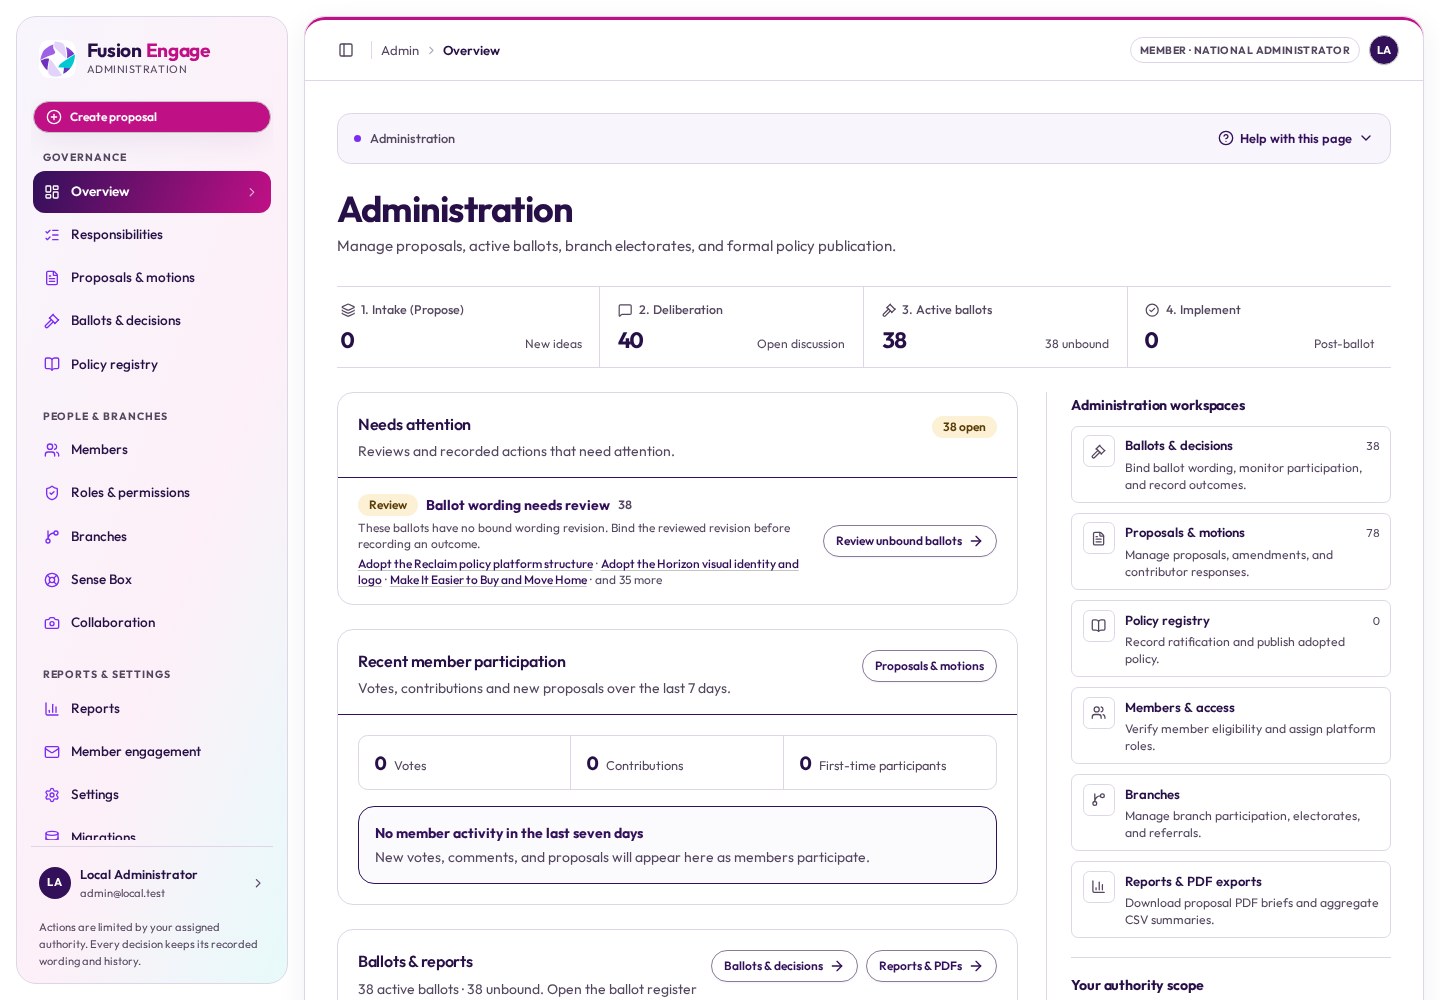 Fusion Engage
ADMINISTRATION
Create proposal
GOVERNANCE
Overview
Responsibilities
Proposals & motions
Ballots & decisions
Policy registry
PEOPLE & BRANCHES
Members
Roles & permissions
Branches
Sense Box
Collaboration
REPORTS & SETTINGS
Reports
Member engagement
Settings
Migrations
LA
Local Administrator
admin@local.test
Actions are limited by your assigned
authority. Every decision keeps its recorded
wording and history.
Admin
Overview
MEMBER · NATIONAL ADMINISTRATOR
LA
Administration
Help with this page
Administration
Manage proposals, active ballots, branch electorates, and formal policy publication.
1. Intake (Propose)
0
New ideas
2. Deliberation
40
Open discussion
3. Active ballots
38
38 unbound
4. Implement
0
Post-ballot
Needs attention
38 open
Reviews and recorded actions that need attention.
Review
Ballot wording needs review 38
These ballots have no bound wording revision. Bind the reviewed revision before
recording an outcome.
Adopt the Reclaim policy platform structure · Adopt the Horizon visual identity and
logo · Make It Easier to Buy and Move Home · and 35 more
Review unbound ballots
Recent member participation
Votes, contributions and new proposals over the last 7 days.
Proposals & motions
0 Votes
0 Contributions
0 First-time participants
No member activity in the last seven days
New votes, comments, and proposals will appear here as members participate.
Ballots & reports
38 active ballots · 38 unbound. Open the ballot register
Ballots & decisions
Reports & PDFs
Administration workspaces
Ballots & decisions 38
Bind ballot wording, monitor participation,
and record outcomes.
Proposals & motions 78
Manage proposals, amendments, and
contributor responses.
Policy registry 0
Record ratification and publish adopted
policy.
Members & access
Verify member eligibility and assign platform
roles.
Branches
Manage branch participation, electorates,
and referrals.
Reports & PDF exports
Download proposal PDF briefs and aggregate
CSV summaries.
Your authority scope